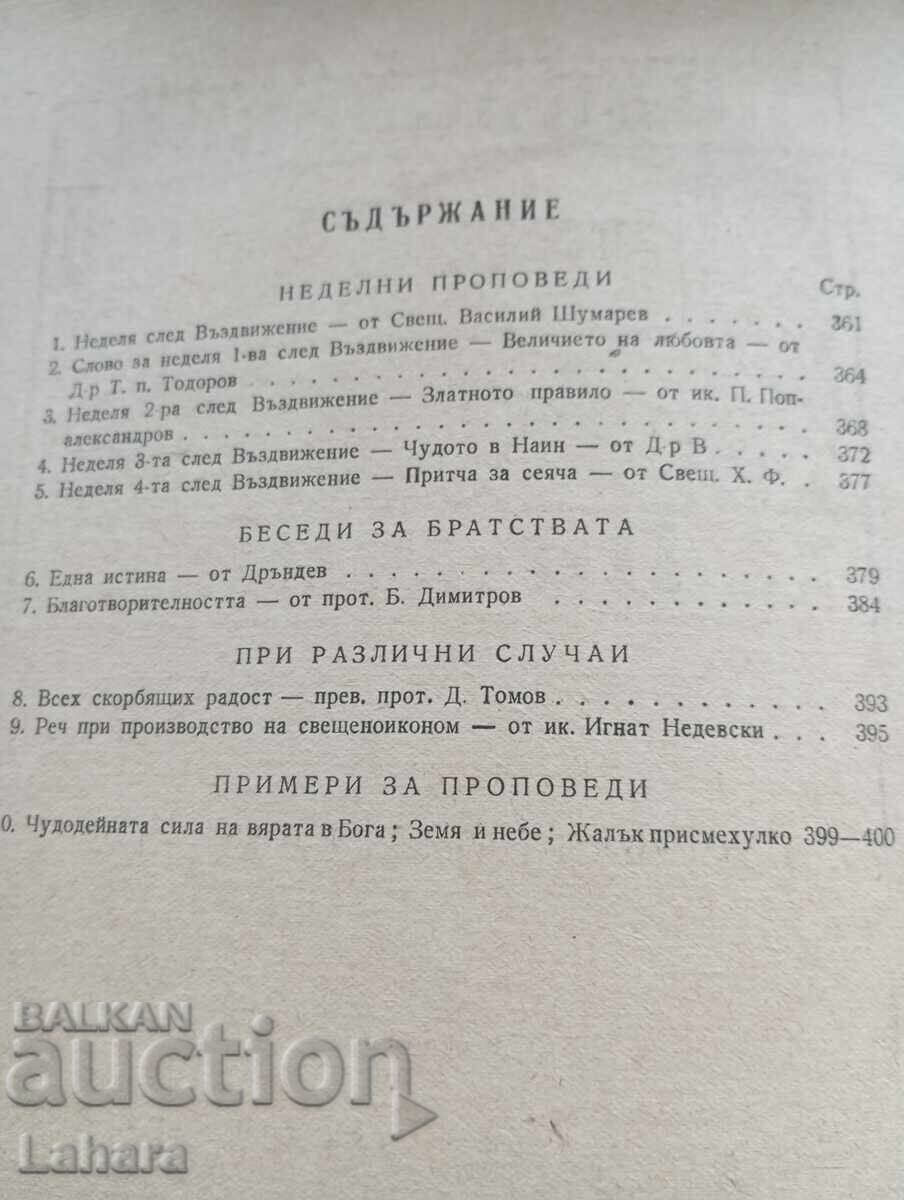 СЪДЪРЖАНИЕ
НЕДЕЛНИ ПРОПОВЕДИ
Стр.
1. Неделя след Въздвижение — от Свещ. Василий Шумарев . . . . . . . 361
2. Слово за неделя 1-ва след Въздвижение — Величието на любовта — от
Д-р Т. п. Тодоров . . . . . . . . . . . . . . . . . . . . . . . 364
3. Неделя 2-ра след Въздвижение — Златното правило — от ик. П. Поп-
александров . . . . . . . . . . . . . . . . . . . . . . . . . . 368
4. Неделя 3-та след Въздвижение — Чудото в Наин — от Д-р В. . . . . . 372
5. Неделя 4-та след Въздвижение — Притча за сеяча — от Свещ. Х. Ф. . 377
БЕСЕДИ ЗА БРАТСТВАТА
6. Една истина — от Дръндев . . . . . . . . . . . . . . . . . . 379
7. Благотворителността — от прот. Б. Димитров . . . . . . . . . . . 384
ПРИ РАЗЛИЧНИ СЛУЧАИ
8. Всех скорбящих радост — прев. прот. Д. Томов . . . . . . . . . . . 393
9. Реч при производство на свещеноиконом — от ик. Игнат Недевски . . . 395
ПРИМЕРИ ЗА ПРОПОВЕДИ
0. Чудодейната сила на вярата в Бога; Земя и небе; Жалък присмехулко 399—400
BALKAN
auction
Lahara